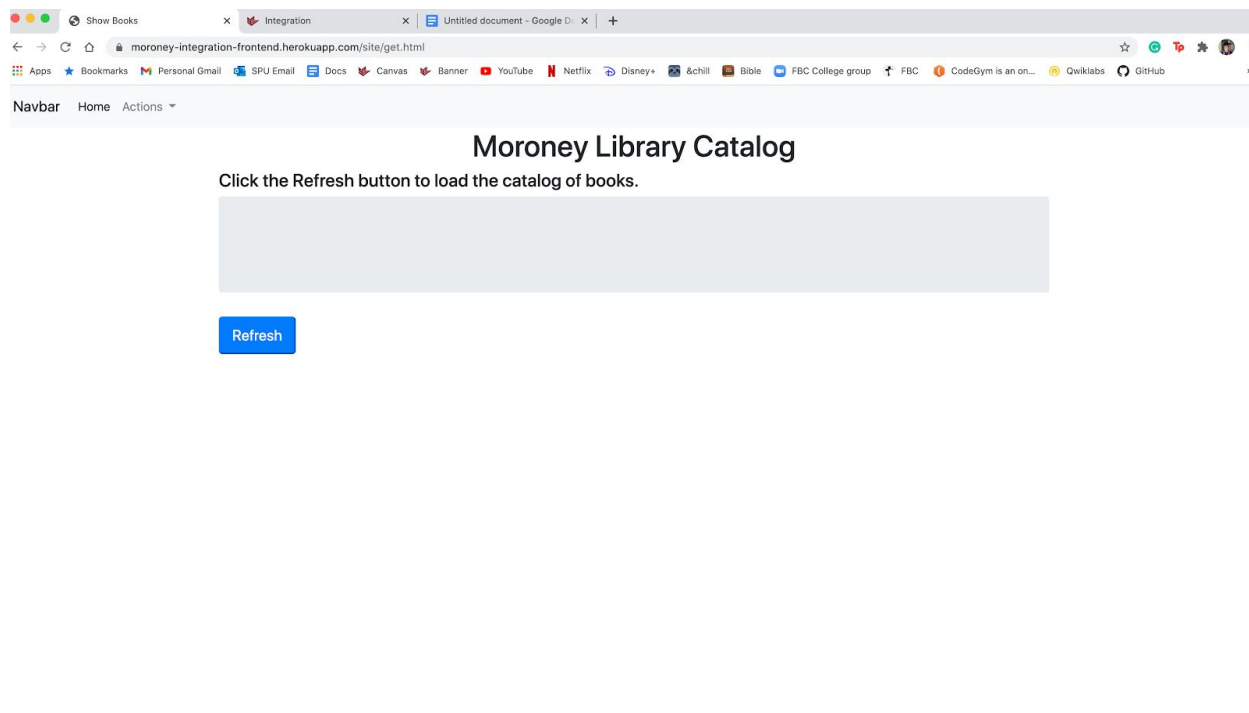 Show Books
Integration
Untitled document - Google Do
moroney-integration-frontend.herokuapp.com/site/get.html
Apps Bookmarks Personal Gmail SPU Email Docs Canvas Banner YouTube Netflix Disney+ &chill Bible FBC College group FBC CodeGym is an on... Qwiklabs GitHub
Navbar Home Actions
Moroney Library Catalog
Click the Refresh button to load the catalog of books.
Refresh